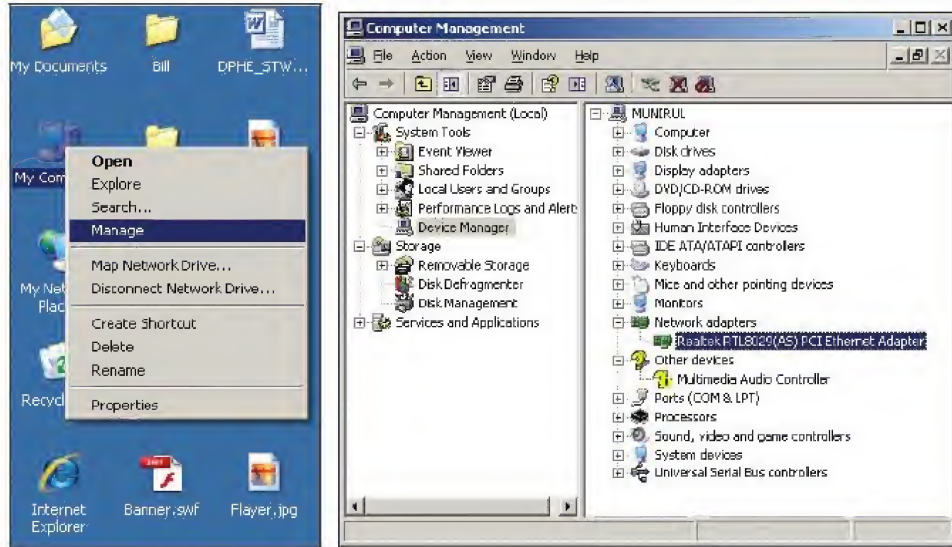 My Documents
Bill
DPHE_STW...
My Com
Open
Explore
Search...
Manage
Map Network Drive...
Disconnect Network Drive...
Create Shortcut
Delete
Rename
Properties
My Net
Plac
Recycl
Internet
Explorer
Banner.swf
Flayer.jpg
Computer Management
File Action View Window Help
Computer Management (Local)
System Tools
Event Viewer
Shared Folders
Local Users and Groups
Performance Logs and Alert
Device Manager
Storage
Removable Storage
Disk Defragmenter
Disk Management
Services and Applications
MUNIRUL
Computer
Disk drives
Display adapters
DVD/CD-ROM drives
Floppy disk controllers
Human Interface Devices
IDE ATA/ATAPI controllers
Keyboards
Mice and other pointing devices
Monitors
Network adapters
Realtek RTL8029(AS) PCI Ethernet Adapter
Other devices
Multimedia Audio Controller
Ports (COM & LPT)
Processors
Sound, video and game controllers
System devices
Universal Serial Bus controllers